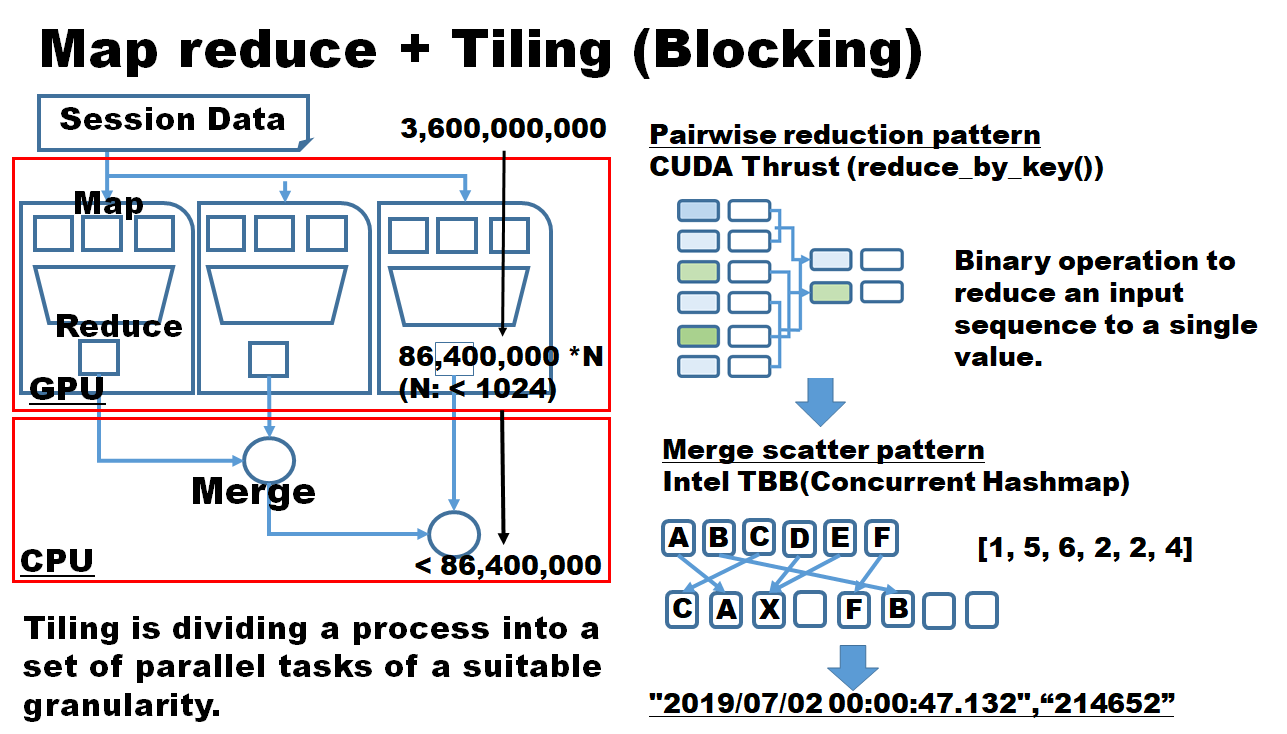 Map reduce + Tiling (Blocking)
Session Data
3,600,000,000
Map
Reduce
86,400,000 *N
(N: < 1024)
GPU
Merge
CPU
< 86,400,000
Tiling is dividing a process into a
set of parallel tasks of a suitable
granularity.
Pairwise reduction pattern
CUDA Thrust (reduce_by_key())
Binary operation to
reduce an input
sequence to a single
value.
Merge scatter pattern
Intel TBB(Concurrent Hashmap)
A B C D E F
[1, 5, 6, 2, 2, 4]
C A X F B
"2019/07/02 00:00:47.132",“214652”